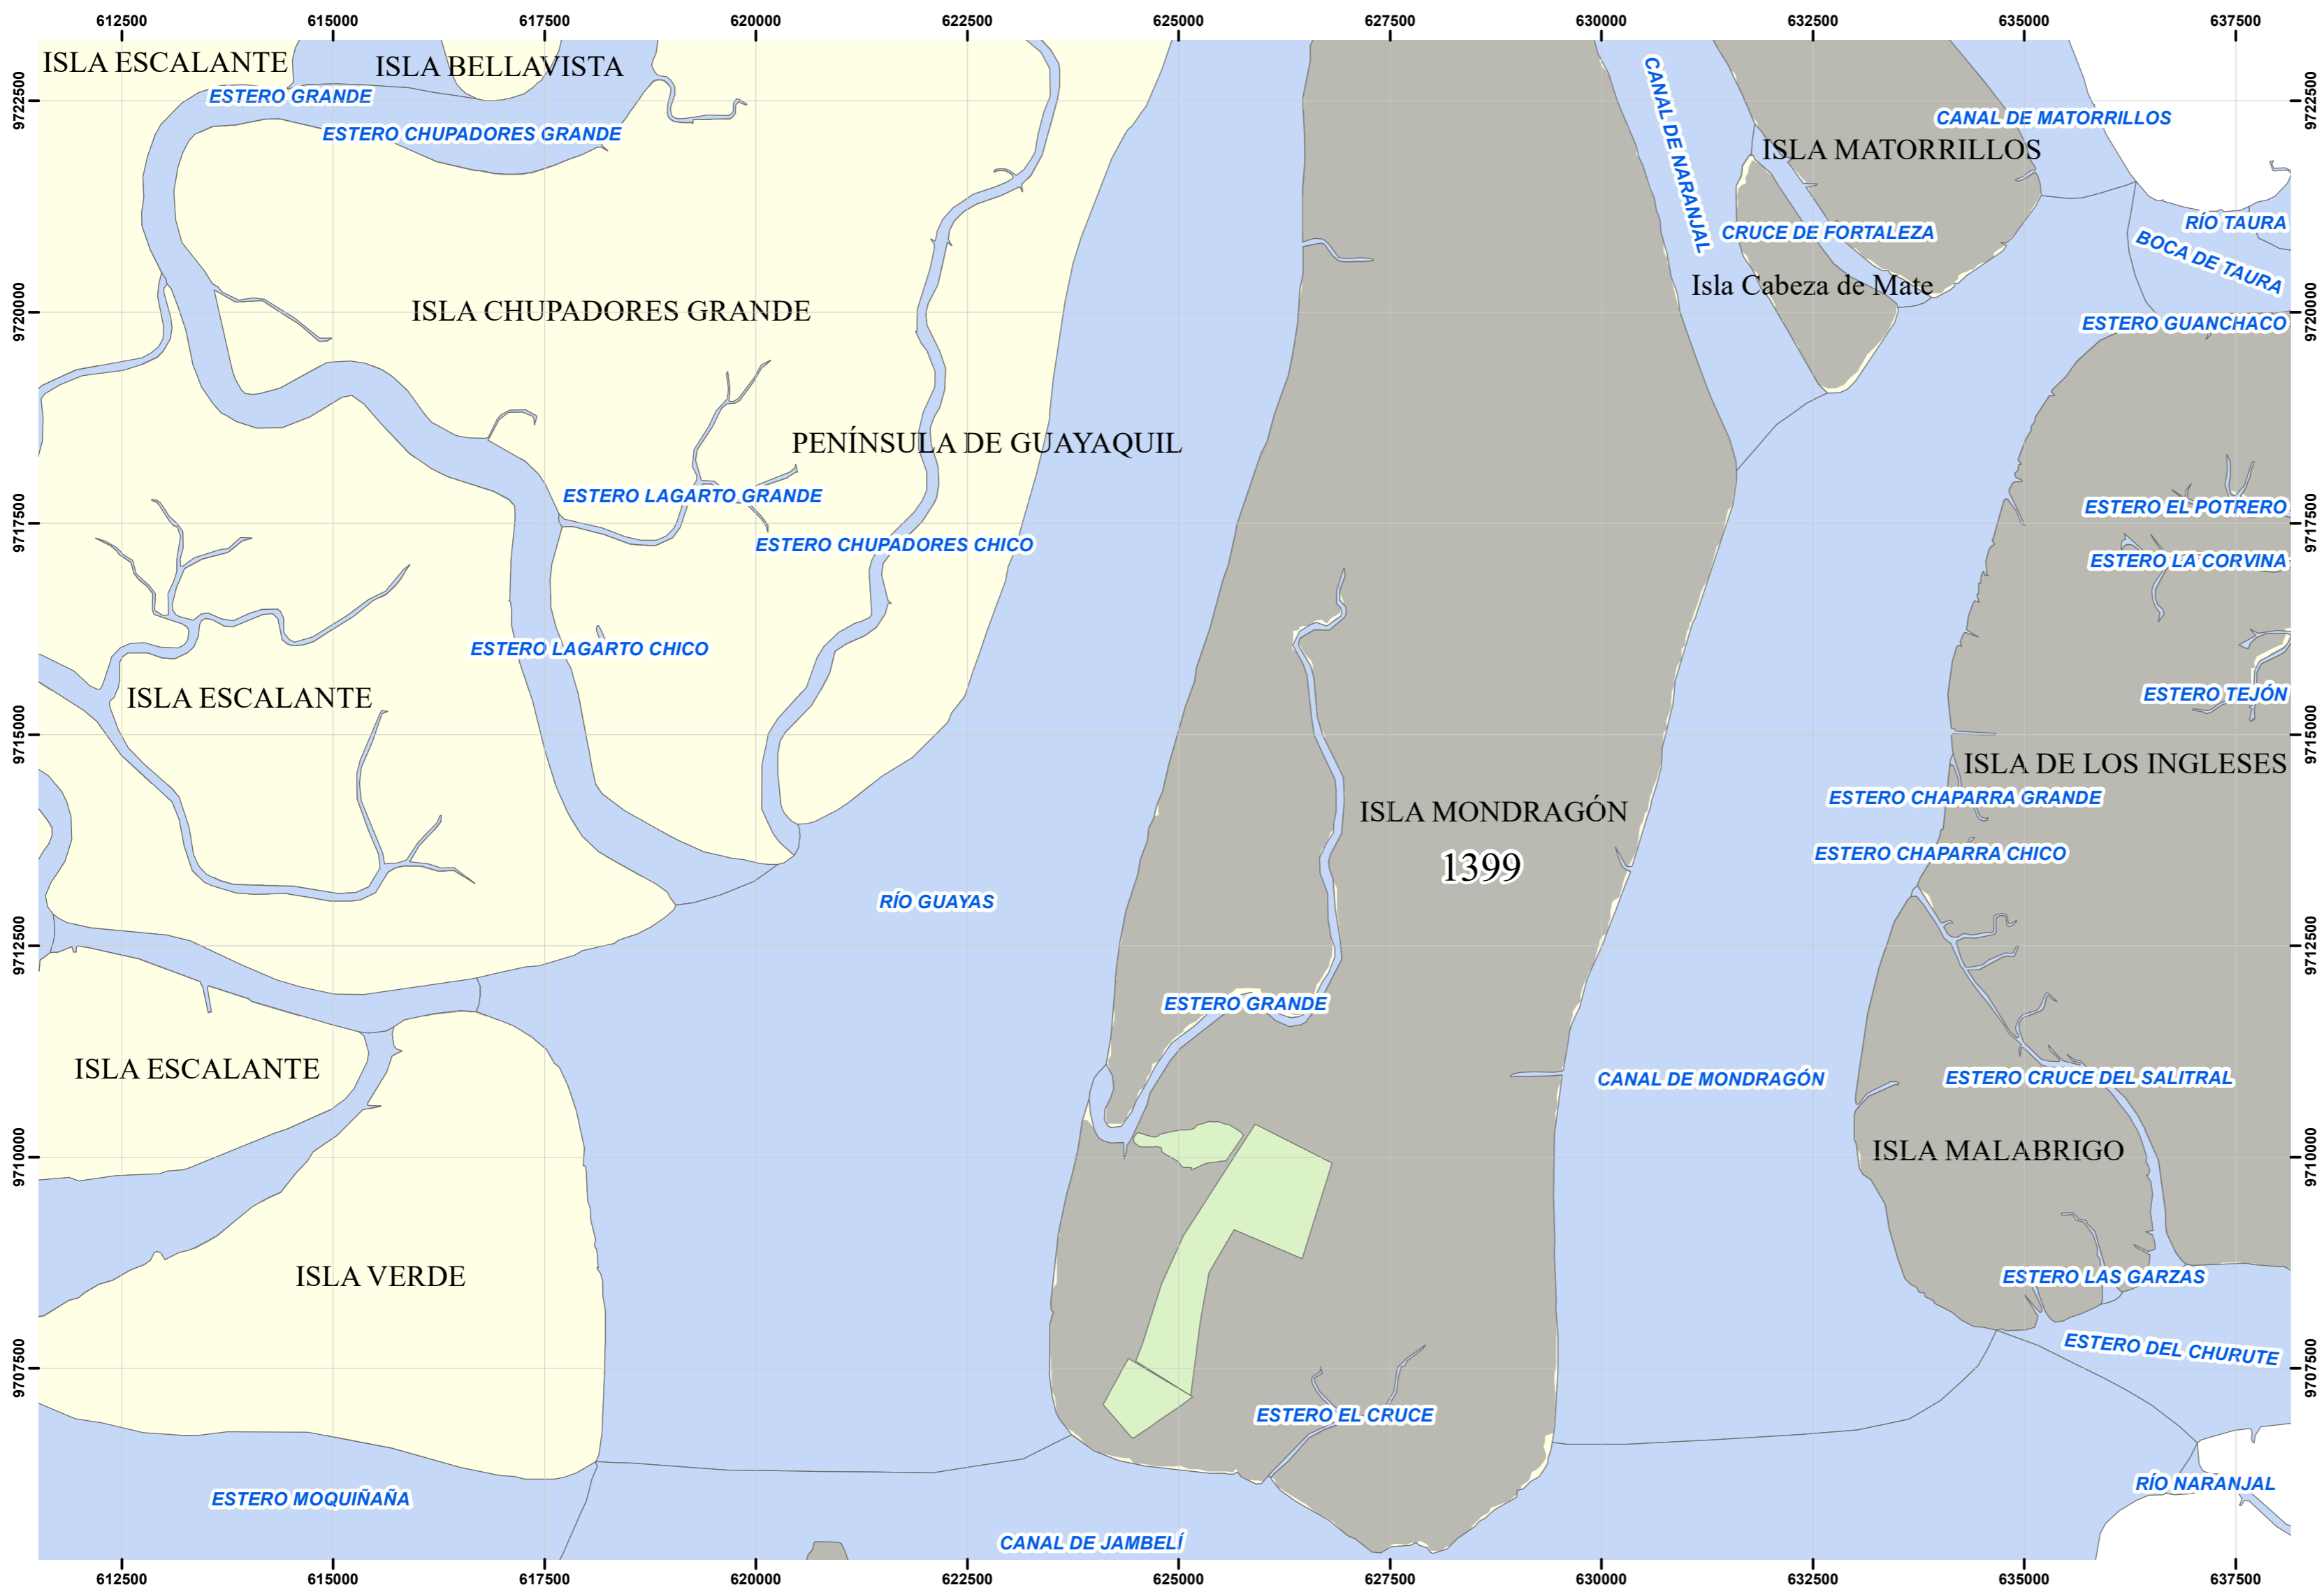 612500 615000 617500 620000 622500 625000 627500 630000 632500 635000 637500
ISLA ESCALANTE
ISLA BELLAVISTA
ESTERO GRANDE
9722500
9722500
ESTERO CHUPADORES GRANDE
CANAL DE NARANJAL
CANAL DE MATORRILLOS
ISLA MATORRILLOS
RÍO TAURA
CRUCE DE FORTALEZA
BOCA DE TAURA
Isla Cabeza de Mate
ISLA CHUPADORES GRANDE
9720000
9720000
ESTERO GUANCHACO
PENÍNSULA DE GUAYAQUIL
ESTERO LAGARTO GRANDE
ESTERO EL POTRERO
9717500
9717500
ESTERO CHUPADORES CHICO
ESTERO LA CORVINA
ESTERO LAGARTO CHICO
ISLA ESCALANTE
ESTERO TEJÓN
9715000
9715000
ISLA DE LOS INGLESES
ESTERO CHAPARRA GRANDE
ISLA MONDRAGÓN
1399
ESTERO CHAPARRA CHICO
RÍO GUAYAS
9712500
9712500
ESTERO GRANDE
ISLA ESCALANTE
CANAL DE MONDRAGÓN
ESTERO CRUCE DEL SALITRAL
ISLA MALABRIGO
9710000
9710000
ISLA VERDE
ESTERO LAS GARZAS
ESTERO DEL CHURUTE
9707500
9707500
ESTERO EL CRUCE
RÍO NARANJAL
ESTERO MOQUIÑAÑA
CANAL DE JAMBELÍ
612500 615000 617500 620000 622500 625000 627500 630000 632500 635000 637500